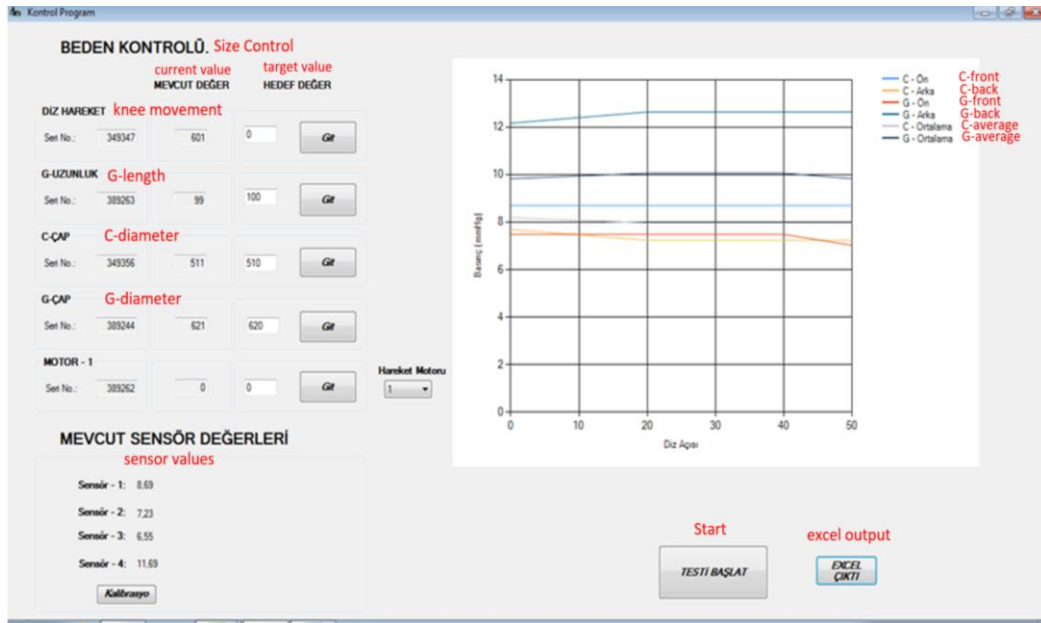 Kontrol Program
BEDEN KONTROLÜ. Size Control
current value target value
MEVCUT DEĞER HEDEF DEĞER
DİZ HAREKET knee movement
Seri No.: 349347 601 0 Git
G-UZUNLUK G-length
Seri No.: 389263 99 100 Git
C-ÇAP C-diameter
Seri No.: 349356 511 510 Git
G-ÇAP G-diameter
Seri No.: 389244 621 620 Git
MOTOR - 1
Seri No.: 389262 0 0 Git
Hareket Motoru
1
MEVCUT SENSÖR DEĞERLERİ
sensor values
Sensör - 1: 8,69
Sensör - 2: 7,23
Sensör - 3: 6,55
Sensör - 4: 11,69
Kalibrasyo
14
12
10
8
6
4
2
0
Basınç [mmHg]
0 10 20 30 40 50
Diz Açısı
C - Ön C-front
C - Arka C-back
G - Ön G-front
G - Arka G-back
C - Ortalama C-average
G - Ortalama G-average
Start
TESTİ BAŞLAT
excel output
EXCEL
ÇIKTI